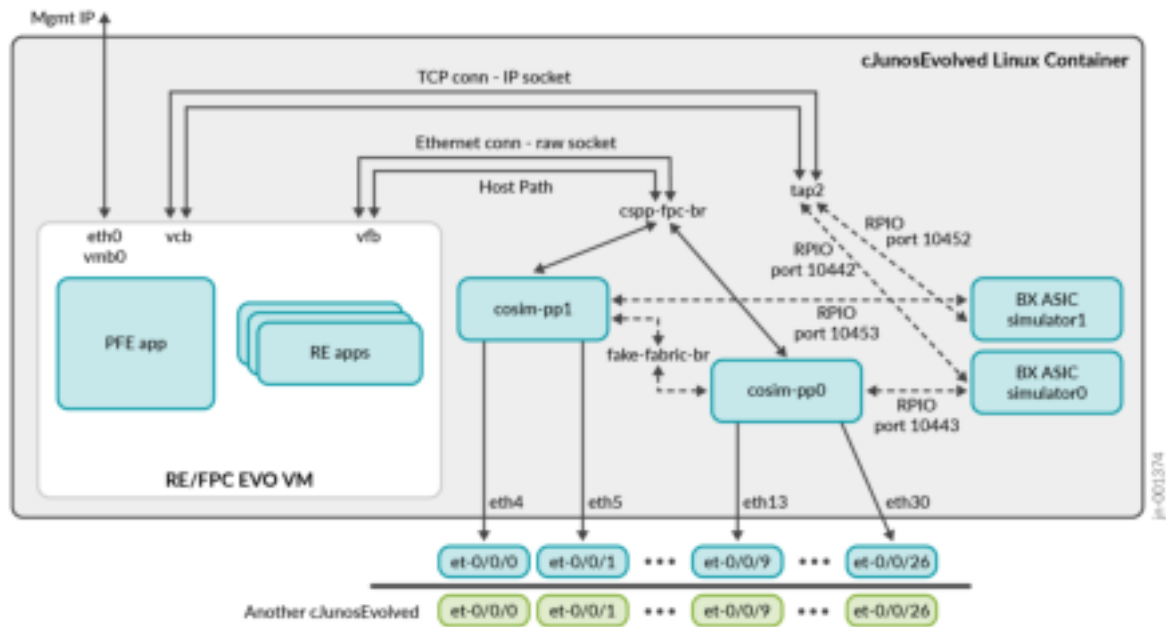 Mgmt IP
cJunosEvolved Linux Container
TCP conn - IP socket
Ethernet conn - raw socket
Host Path
tap2
cspp-fpc-br
RPIO
port 10452
RPIO
port 10442
eth0
vmb0
vcb
vfb
PFE app
RE apps
RE/FPC EVO VM
cosim-pp1
RPIO
port 10453
fake-fabric-br
cosim-pp0
BX ASIC
simulator1
BX ASIC
simulator0
RPIO
port 10443
eth4
eth5
eth13
eth30
jn-001374
et-0/0/0
et-0/0/1
•••
et-0/0/9
•••
et-0/0/26
Another cJunosEvolved
et-0/0/0
et-0/0/1
•••
et-0/0/9
•••
et-0/0/26